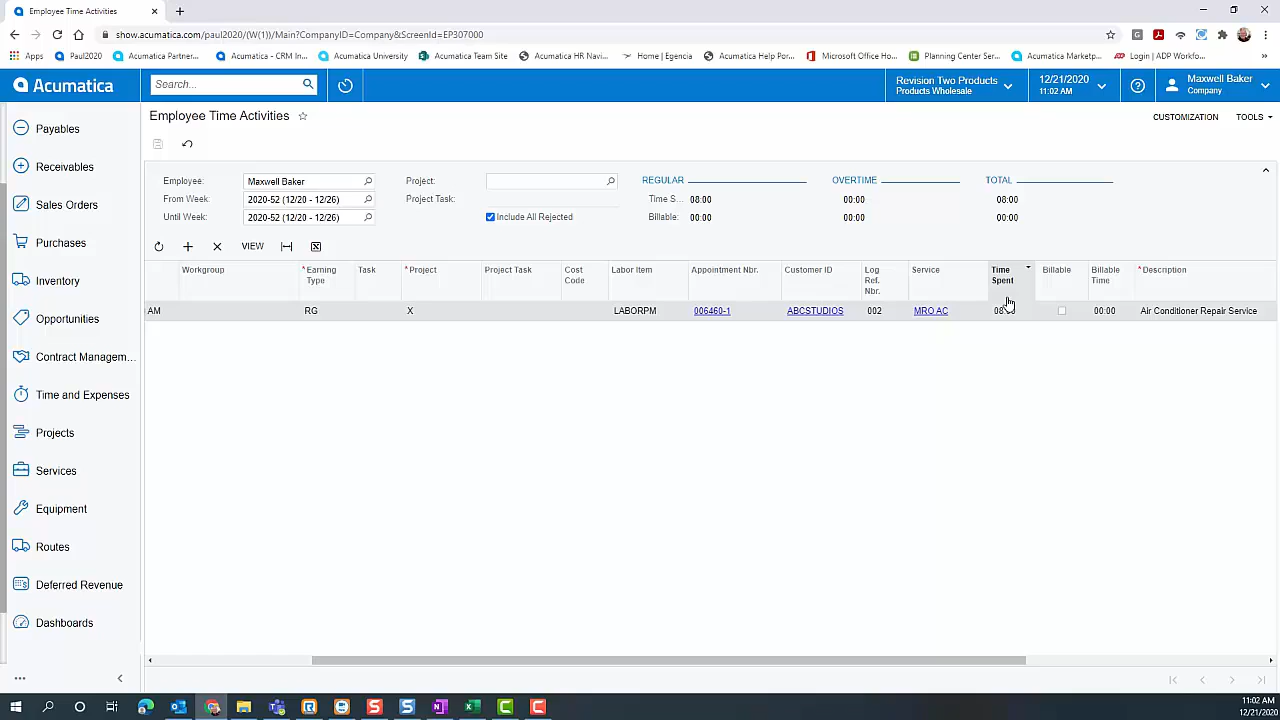 Employee Time Activities
show.acumatica.com/paul2020/(W(1))/Main?CompanyID=Company&ScreenId=EP307000
Apps Paul2020 Acumatica Partner... Acumatica - CRM In... Acumatica University Acumatica Team Site Acumatica HR Navi... Home | Egencia Acumatica Help Por... Microsoft Office Ho... Planning Center Ser... Acumatica Marketp... Login | ADP Workfo...
Acumatica Search... Revision Two Products 12/21/2020 Maxwell Baker
Products Wholesale 11:02 AM Company
Employee Time Activities CUSTOMIZATION TOOLS
Payables
Receivables
Sales Orders
Purchases
Inventory
Opportunities
Contract Managem...
Time and Expenses
Projects
Services
Equipment
Routes
Deferred Revenue
Dashboards
Employee: Maxwell Baker Project: REGULAR OVERTIME TOTAL
From Week: 2020-52 (12/20 - 12/26) Project Task: Time S... 08:00 00:00 08:00
Until Week: 2020-52 (12/20 - 12/26) Include All Rejected Billable: 00:00 00:00 00:00
VIEW
Workgroup *Earning Type Task *Project Project Task Cost Code Labor Item Appointment Nbr. Customer ID Log Ref. Nbr. Service Time Spent Billable Billable Time *Description
AM RG X LABORPM 006460-1 ABCSTUDIOS 002 MRO AC 00:00 Air Conditioner Repair Service
11:02 AM
12/21/2020